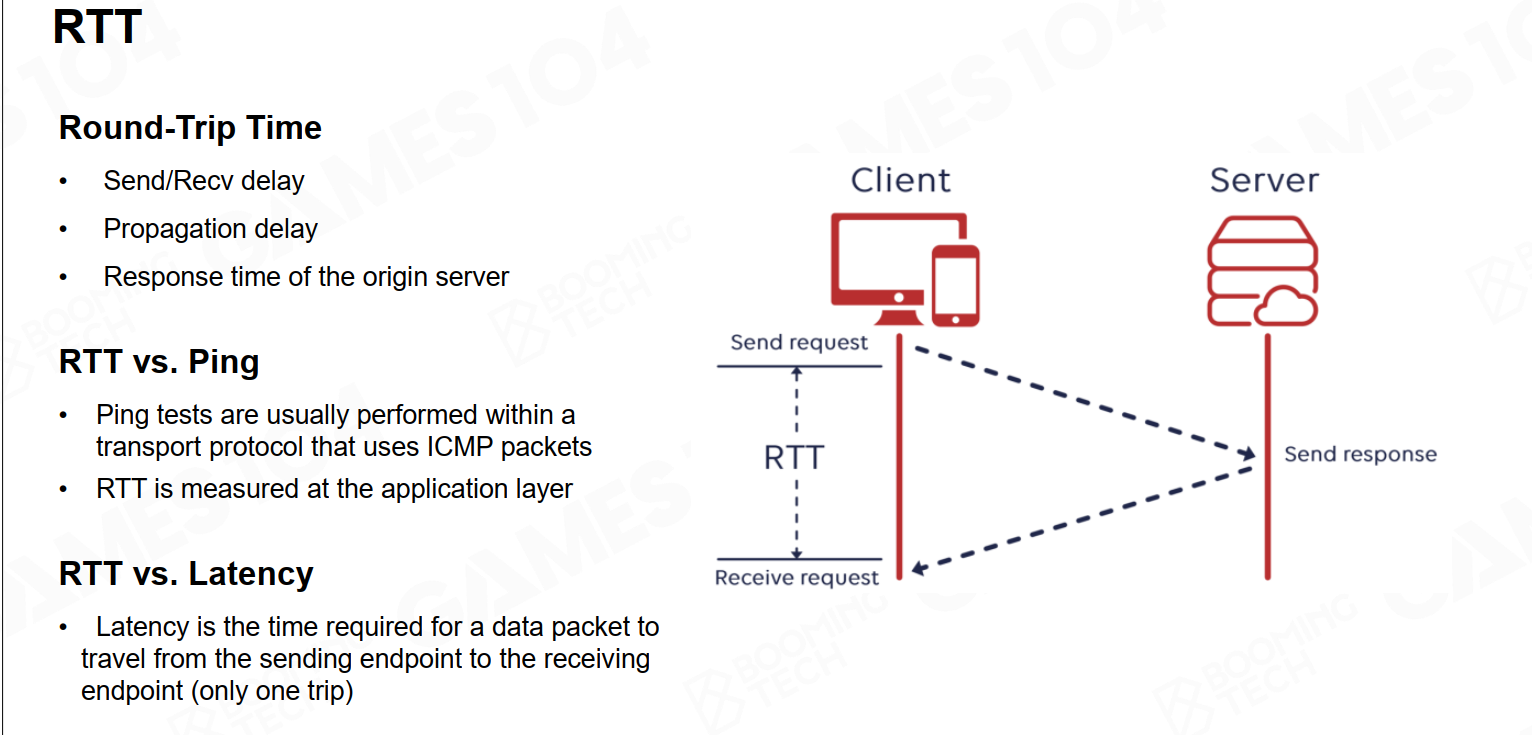 RTT
Round-Trip Time
• Send/Recv delay
• Propagation delay
• Response time of the origin server
RTT vs. Ping
• Ping tests are usually performed within a
transport protocol that uses ICMP packets
• RTT is measured at the application layer
RTT vs. Latency
• Latency is the time required for a data packet to
travel from the sending endpoint to the receiving
endpoint (only one trip)
Client
Server
Send request
RTT
Send response
Receive request
GAMES 104
BOOMING
TECH